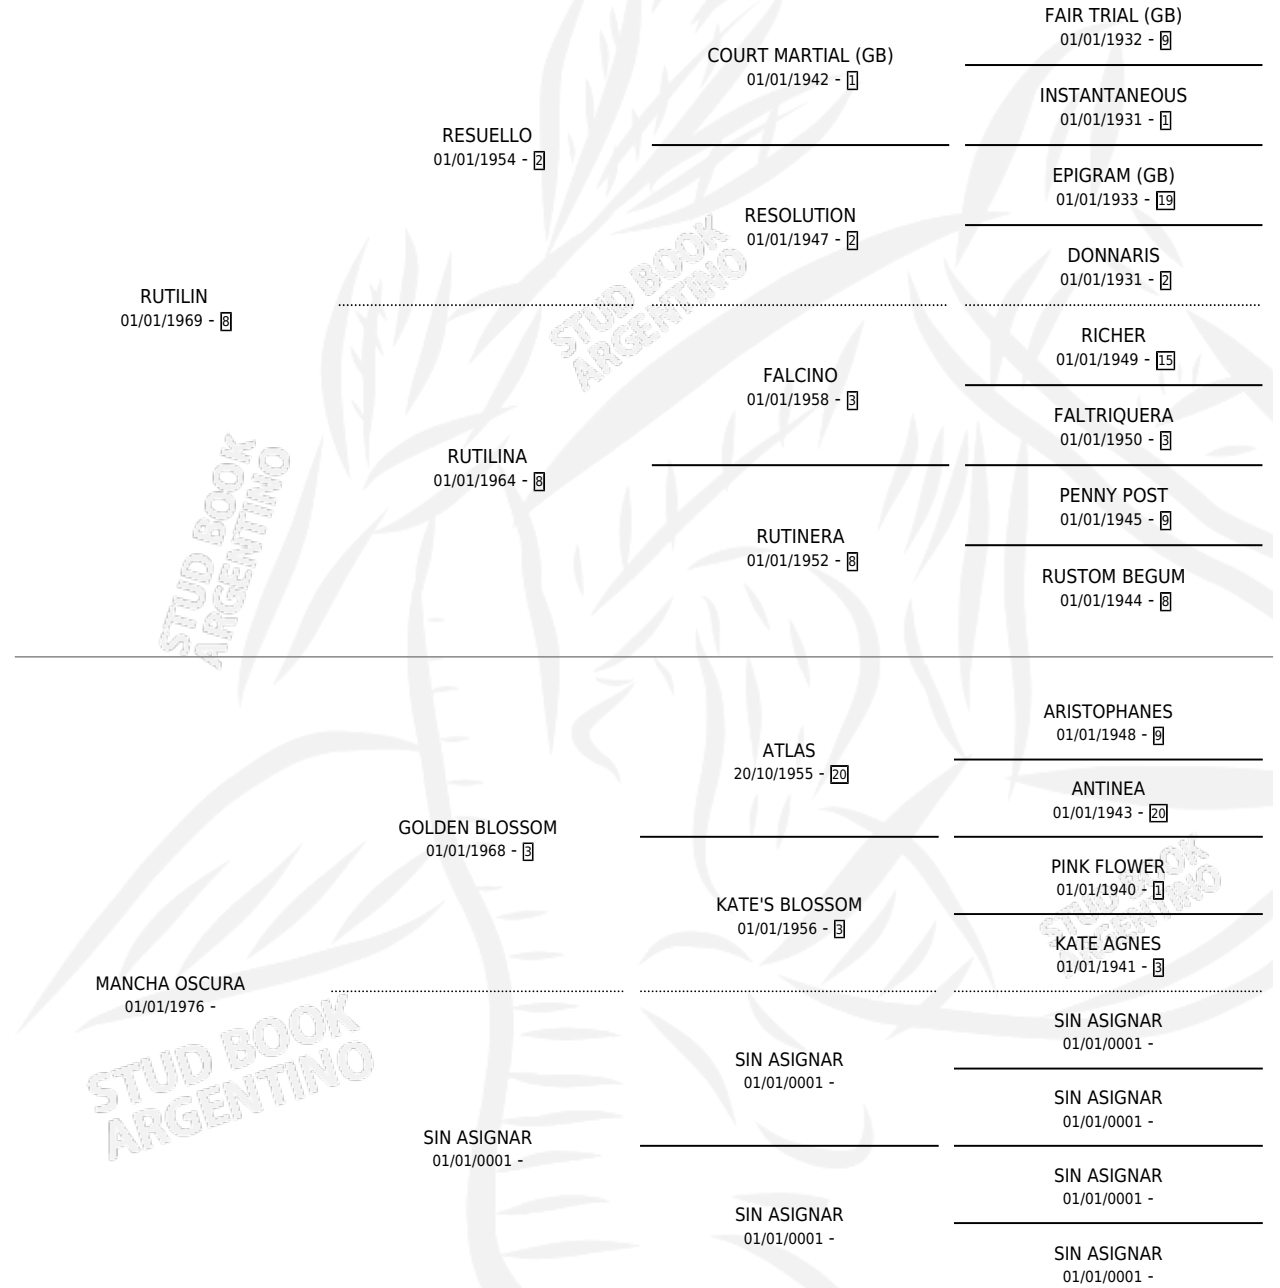 FAIR TRIAL (GB)
01/01/1932 - 9
COURT MARTIAL (GB)
01/01/1942 - 1
INSTANTANEOUS
01/01/1931 - 1
RESUELLO
01/01/1954 - 2
EPIGRAM (GB)
01/01/1933 - 19
RESOLUTION
01/01/1947 - 2
DONNARIS
01/01/1931 - 2
RUTILIN
01/01/1969 - 8
RICHER
01/01/1949 - 15
FALCINO
01/01/1958 - 3
FALTRIQUERA
01/01/1950 - 3
RUTILINA
01/01/1964 - 8
PENNY POST
01/01/1945 - 9
RUTINERA
01/01/1952 - 8
RUSTOM BEGUM
01/01/1944 - 8
STUD BOOK
ARGENTINO
STUD BOOK
ARGENTINO
ARISTOPHANES
01/01/1948 - 9
ATLAS
20/10/1955 - 20
ANTINEA
01/01/1943 - 20
GOLDEN BLOSSOM
01/01/1968 - 3
PINK FLOWER
01/01/1940 - 1
KATE'S BLOSSOM
01/01/1956 - 3
KATE AGNES
01/01/1941 - 3
MANCHA OSCURA
01/01/1976 -
SIN ASIGNAR
01/01/0001 -
SIN ASIGNAR
01/01/0001 -
SIN ASIGNAR
01/01/0001 -
SIN ASIGNAR
01/01/0001 -
SIN ASIGNAR
01/01/0001 -
SIN ASIGNAR
01/01/0001 -
SIN ASIGNAR
01/01/0001 -
STUD BOOK
ARGENTINO
STUD BOOK
ARGENTINO